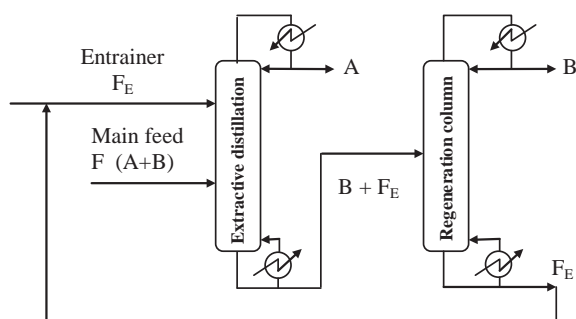 Entrainer
F_E
Main feed
F (A+B)
Extractive distillation
A
B + F_E
Regeneration column
B
F_E